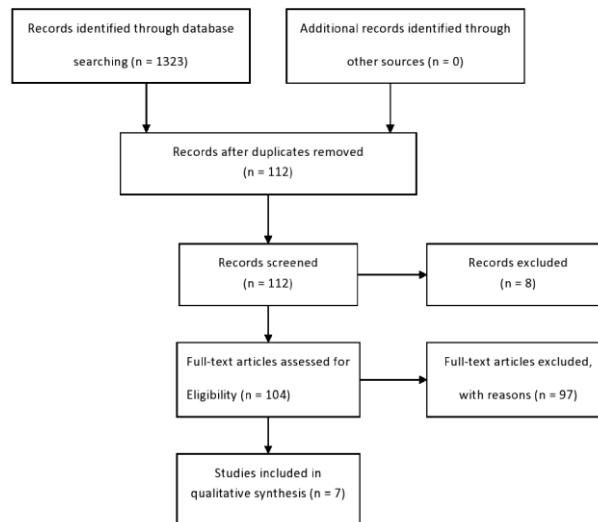 Records identified through database
searching (n = 1323)
Additional records identified through
other sources (n = 0)
Records after duplicates removed
(n = 112)
Records screened
(n = 112)
Records excluded
(n = 8)
Full-text articles assessed for
Eligibility (n = 104)
Full-text articles excluded,
with reasons (n = 97)
Studies included in
qualitative synthesis (n = 7)